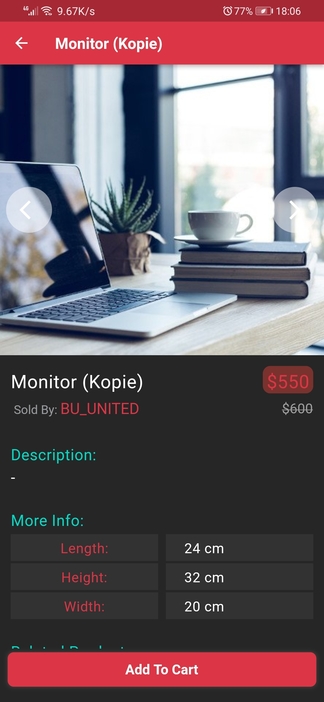 9.67K/s
77%
18:06
Monitor (Kopie)
Monitor (Kopie)
$550
Sold By: BU_UNITED
$600
Description:
-
More Info:
Length:
24 cm
Height:
32 cm
Width:
20 cm
Add To Cart